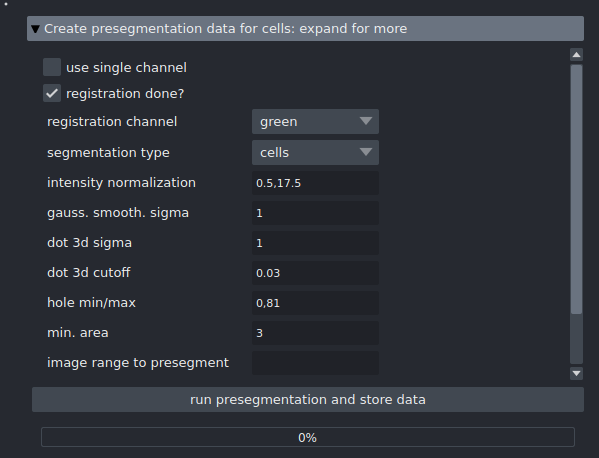 Create presegmentation data for cells: expand for more
use single channel
registration done?
registration channel green
segmentation type cells
intensity normalization 0.5,17.5
gauss. smooth. sigma 1
dot 3d sigma 1
dot 3d cutoff 0.03
hole min/max 0,81
min. area 3
image range to presegment
run presegmentation and store data
0%